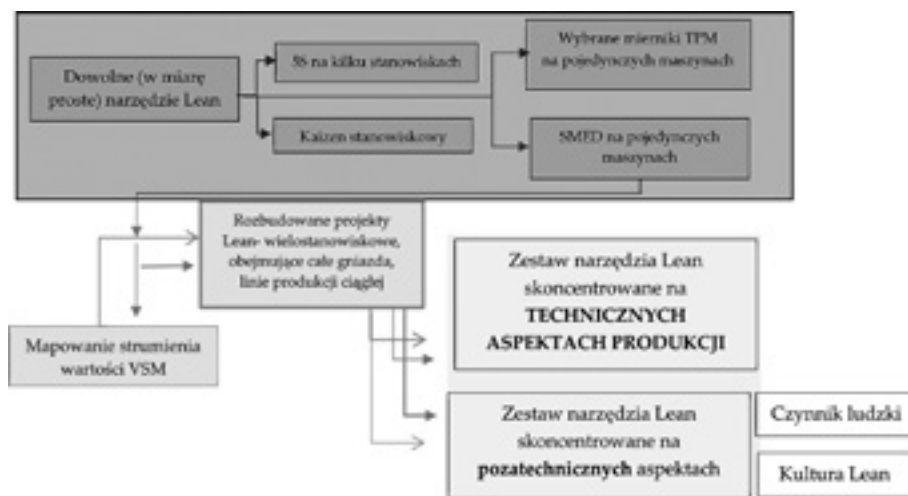 Dowolne (w miarę
proste) narzędzie Lean
5S na kilku stanowiskach
Kaizen stanowiskowy
Wybrane mierniki TPM
na pojedynczych maszynach
SMED na pojedynczych
maszynach
Rozbudowane projekty
Lean- wielostanowiskowe,
obejmujące całe gniazda,
linie produkcji ciągłej
Mapowanie strumienia
wartości VSM
Zestaw narzędzia Lean
skoncentrowane na
TECHNICZNYCH
ASPEKTACH PRODUKCJI
Zestaw narzędzia Lean
skoncentrowane na
pozatechnicznych aspektach
Czynnik ludzki
Kultura Lean